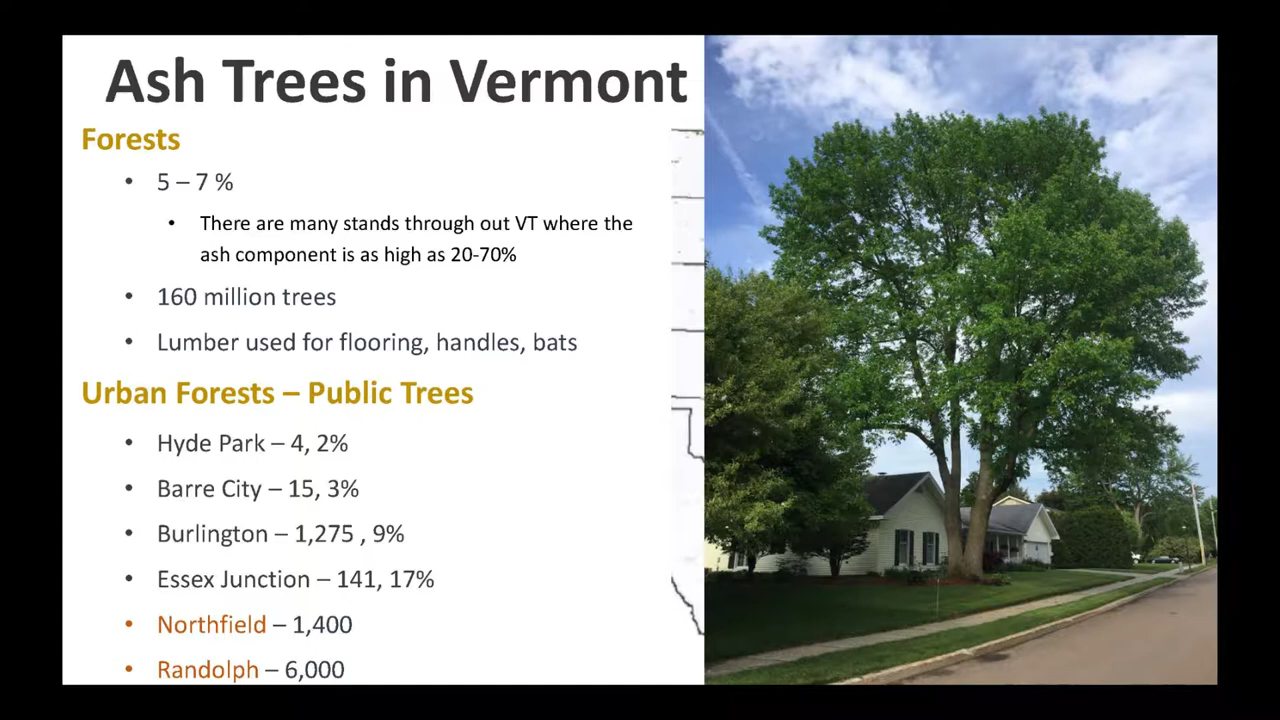 Ash Trees in Vermont
Forests
• 5 – 7 %
• There are many stands through out VT where the
ash component is as high as 20-70%
• 160 million trees
• Lumber used for flooring, handles, bats
Urban Forests – Public Trees
• Hyde Park – 4, 2%
• Barre City – 15, 3%
• Burlington – 1,275 , 9%
• Essex Junction – 141, 17%
• Northfield – 1,400
• Randolph – 6,000